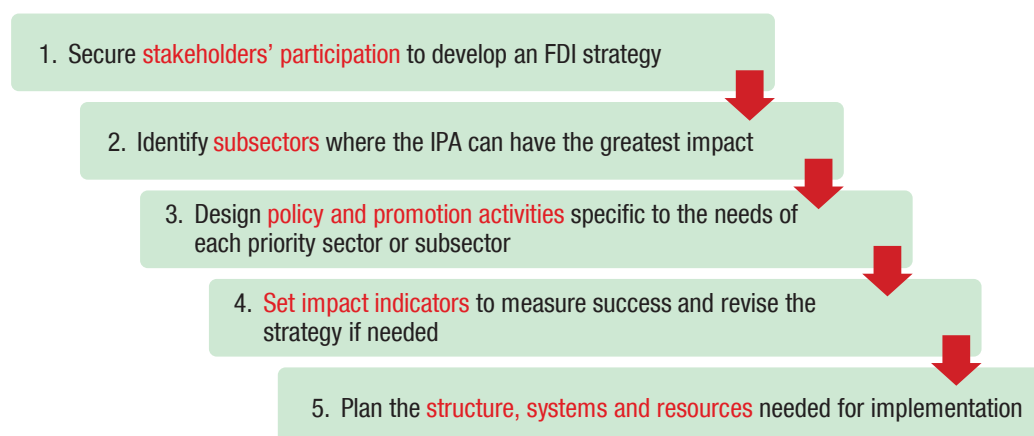 1. Secure stakeholders’ participation to develop an FDI strategy
2. Identify subsectors where the IPA can have the greatest impact
3. Design policy and promotion activities specific to the needs of
each priority sector or subsector
4. Set impact indicators to measure success and revise the
strategy if needed
5. Plan the structure, systems and resources needed for implementation